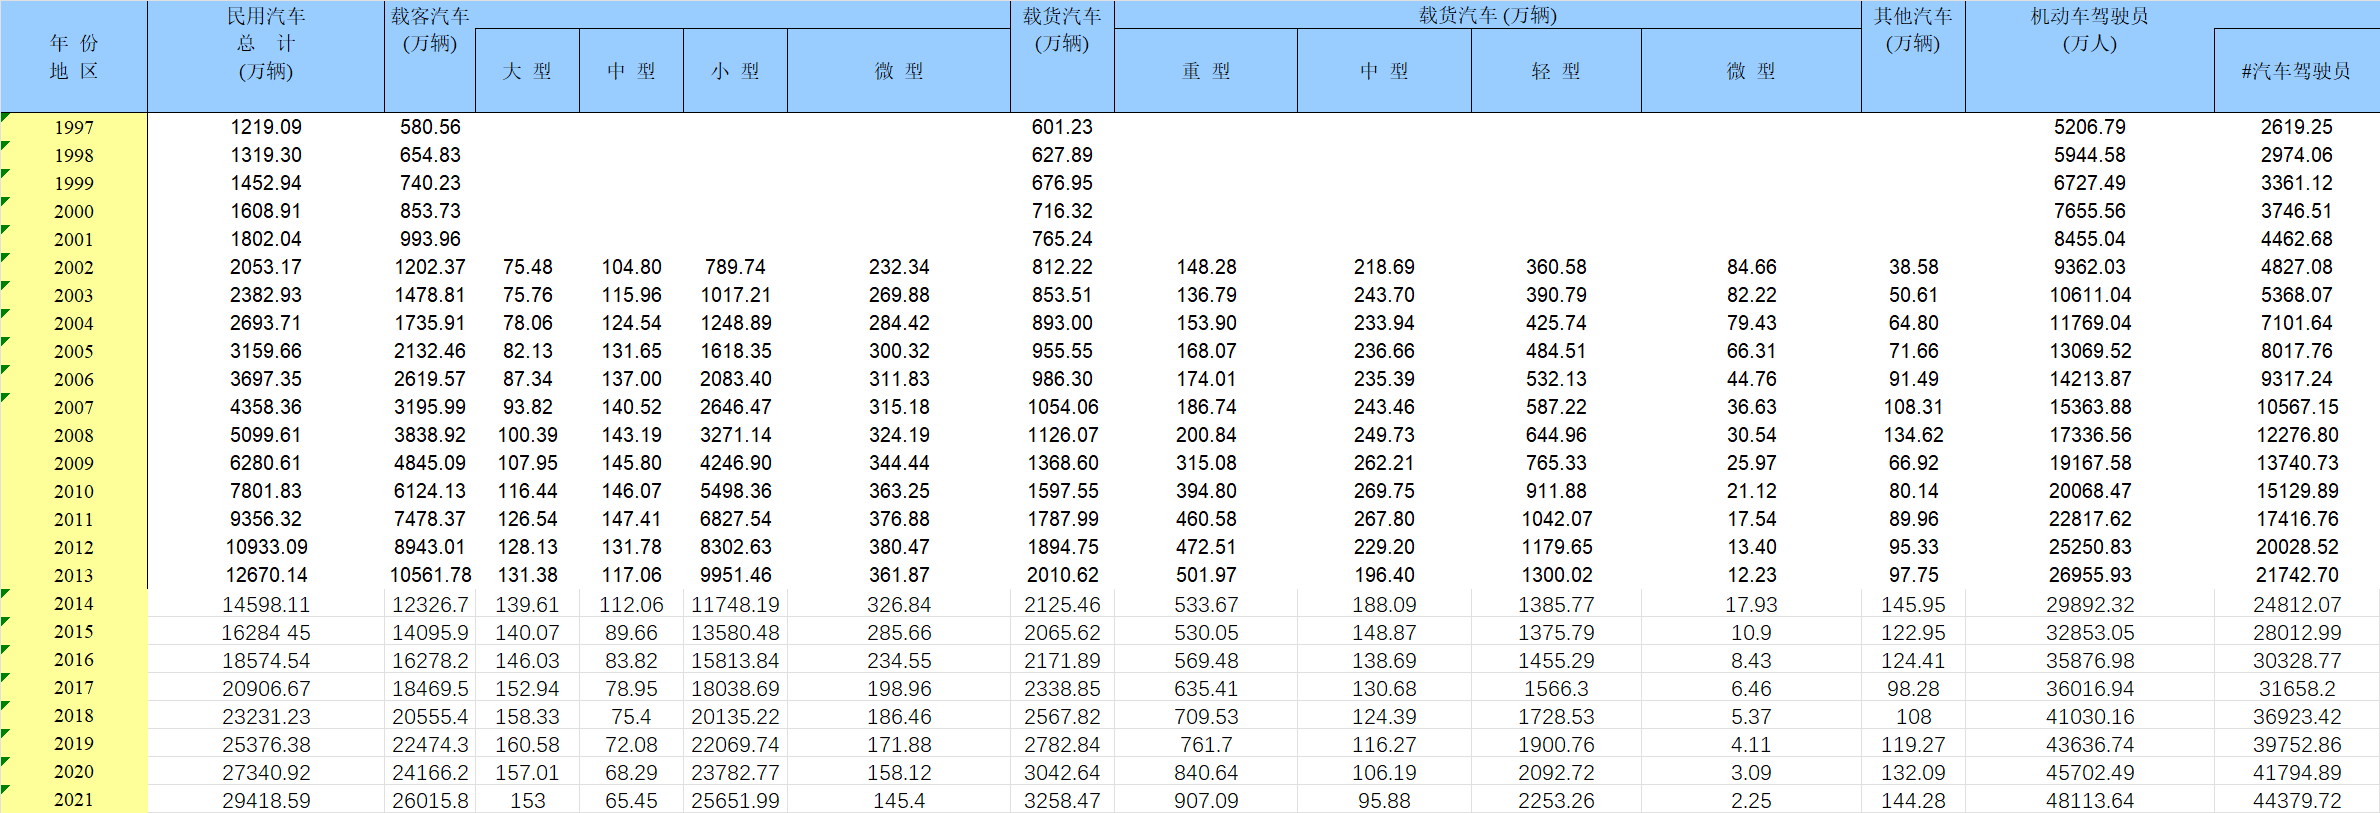 年 份
地 区
民用汽车
总 计
(万辆)
载客汽车
(万辆)
大 型
中 型
小 型
微 型
载货汽车
(万辆)
载货汽车 (万辆)
重 型
中 型
轻 型
微 型
其他汽车
(万辆)
机动车驾驶员
(万人)
#汽车驾驶员
1997 1219.09 580.56 601.23 5206.79 2619.25
1998 1319.30 654.83 627.89 5944.58 2974.06
1999 1452.94 740.23 676.95 6727.49 3361.12
2000 1608.91 853.73 716.32 7655.56 3746.51
2001 1802.04 993.96 765.24 8455.04 4462.68
2002 2053.17 1202.37 75.48 104.80 789.74 232.34 812.22 148.28 218.69 360.58 84.66 38.58 9362.03 4827.08
2003 2382.93 1478.81 75.76 115.96 1017.21 269.88 853.51 136.79 243.70 390.79 82.22 50.61 10611.04 5368.07
2004 2693.71 1735.91 78.06 124.54 1248.89 284.42 893.00 153.90 233.94 425.74 79.43 64.80 11769.04 7101.64
2005 3159.66 2132.46 82.13 131.65 1618.35 300.32 955.55 168.07 236.66 484.51 66.31 71.66 13069.52 8017.76
2006 3697.35 2619.57 87.34 137.00 2083.40 311.83 986.30 174.01 235.39 532.13 44.76 91.49 14213.87 9317.24
2007 4358.36 3195.99 93.82 140.52 2646.47 315.18 1054.06 186.74 243.46 587.22 36.63 108.31 15363.88 10567.15
2008 5099.61 3838.92 100.39 143.19 3271.14 324.19 1126.07 200.84 249.73 644.96 30.54 134.62 17336.56 12276.80
2009 6280.61 4845.09 107.95 145.80 4246.90 344.44 1368.60 315.08 262.21 765.33 25.97 66.92 19167.58 13740.73
2010 7801.83 6124.13 116.44 146.07 5498.36 363.25 1597.55 394.80 269.75 911.88 21.12 80.14 20068.47 15129.89
2011 9356.32 7478.37 126.54 147.41 6827.54 376.88 1787.99 460.58 267.80 1042.07 17.54 89.96 22817.62 17416.76
2012 10933.09 8943.01 128.13 131.78 8302.63 380.47 1894.75 472.51 229.20 1179.65 13.40 95.33 25250.83 20028.52
2013 12670.14 10561.78 131.38 117.06 9951.46 361.87 2010.62 501.97 196.40 1300.02 12.23 97.75 26955.93 21742.70
2014 14598.11 12326.7 139.61 112.06 11748.19 326.84 2125.46 533.67 188.09 1385.77 17.93 145.95 29892.32 24812.07
2015 16284 45 14095.9 140.07 89.66 13580.48 285.66 2065.62 530.05 148.87 1375.79 10.9 122.95 32853.05 28012.99
2016 18574.54 16278.2 146.03 83.82 15813.84 234.55 2171.89 569.48 138.69 1455.29 8.43 124.41 35876.98 30328.77
2017 20906.67 18469.5 152.94 78.95 18038.69 198.96 2338.85 635.41 130.68 1566.3 6.46 98.28 36016.94 31658.2
2018 23231.23 20555.4 158.33 75.4 20135.22 186.46 2567.82 709.53 124.39 1728.53 5.37 108 41030.16 36923.42
2019 25376.38 22474.3 160.58 72.08 22069.74 171.88 2782.84 761.7 116.27 1900.76 4.11 119.27 43636.74 39752.86
2020 27340.92 24166.2 157.01 68.29 23782.77 158.12 3042.64 840.64 106.19 2092.72 3.09 132.09 45702.49 41794.89
2021 29418.59 26015.8 153 65.45 25651.99 145.4 3258.47 907.09 95.88 2253.26 2.25 144.28 48113.64 44379.72